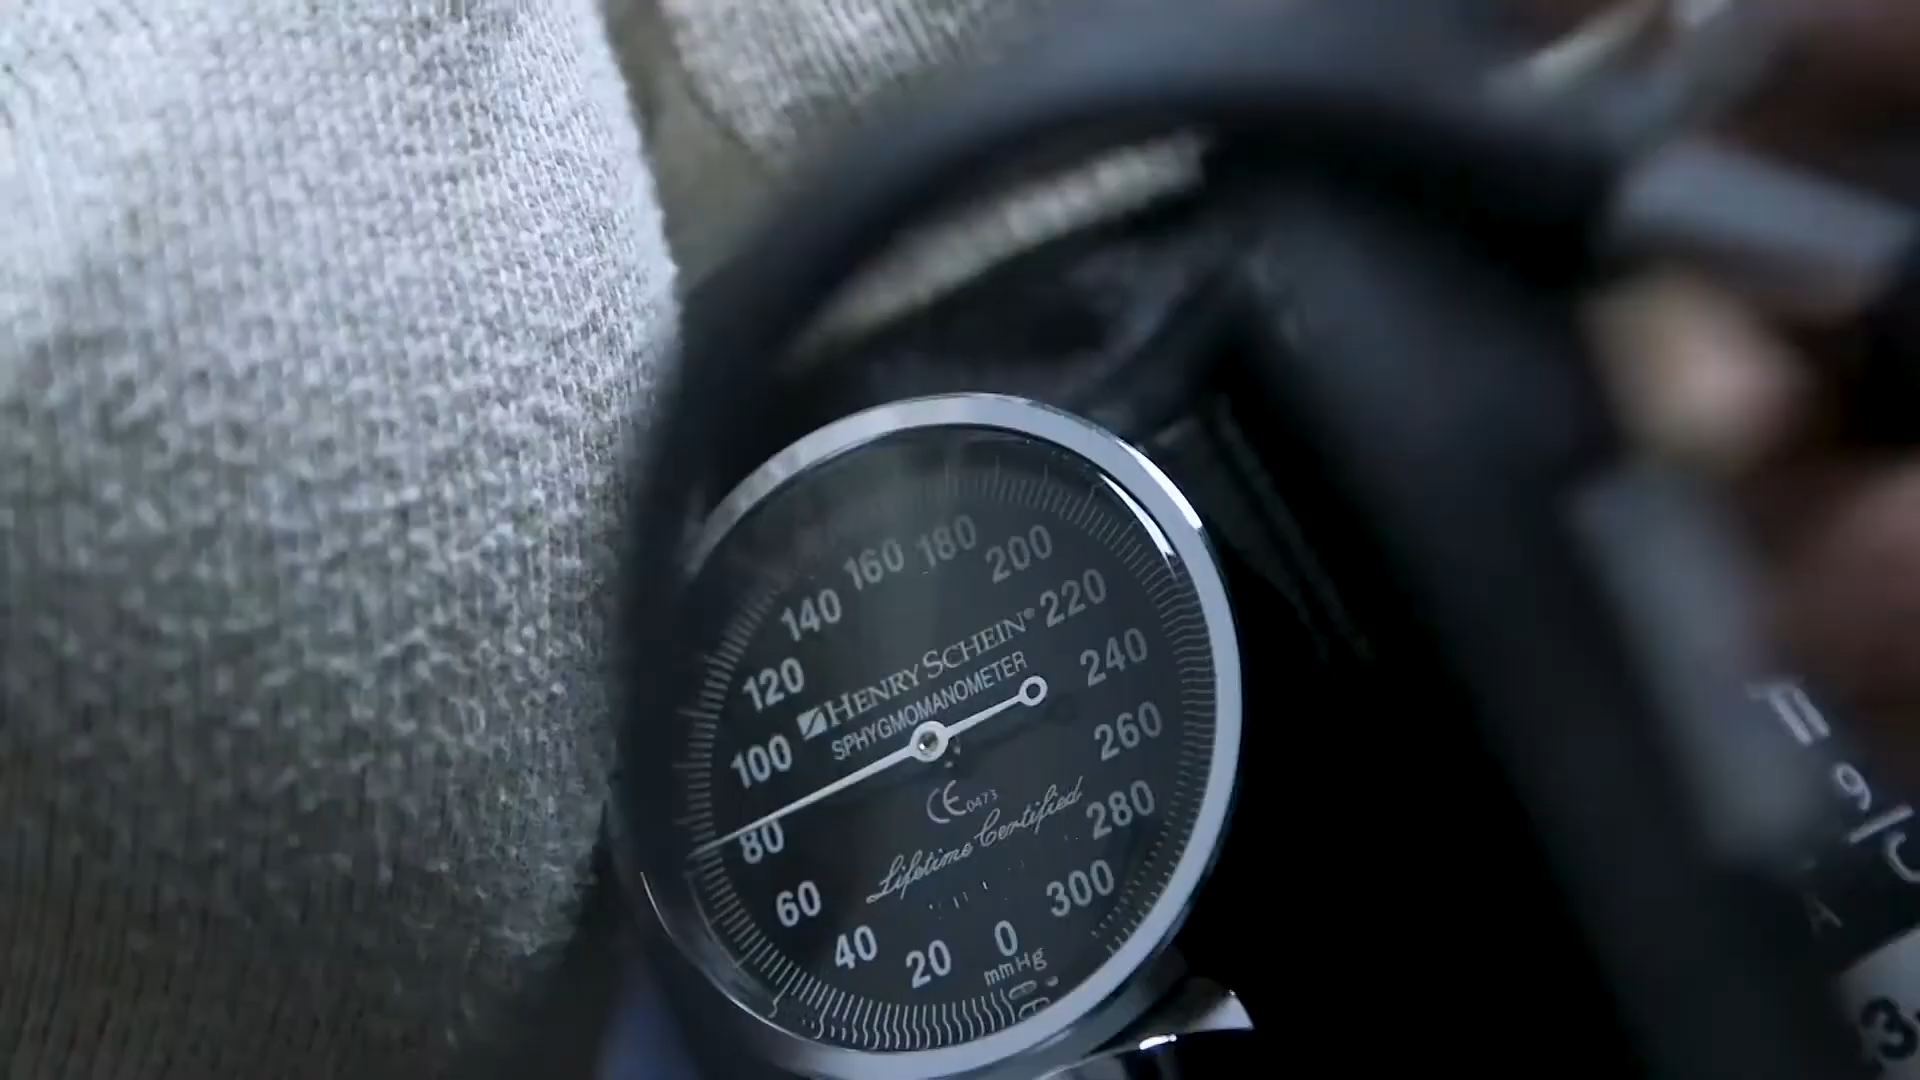 160 180
140 200
120 220
HENRY SCHEIN®
SPHYGMOMANOMETER
240
100 260
80
CE 0473
Lifetime Certified
280
60 300
40 20 0
mmHg